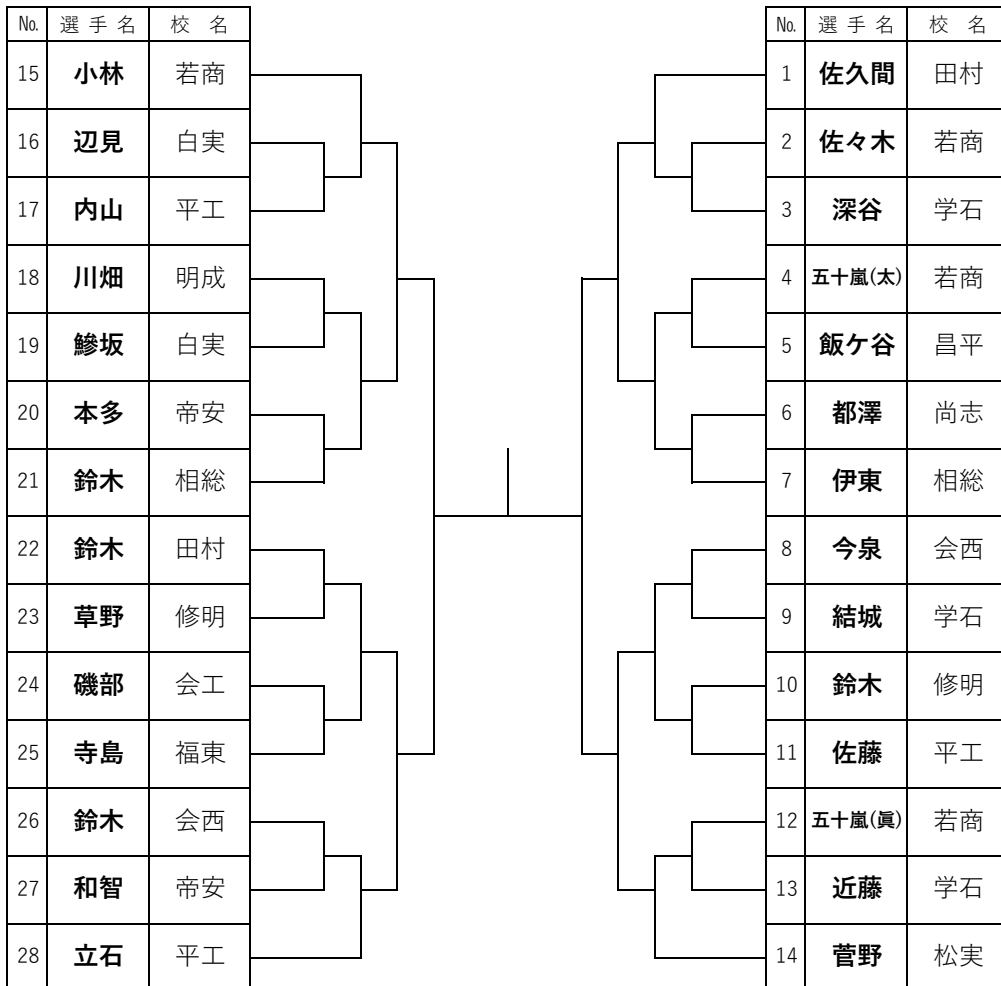 № 選手名 校名
15 小林 若商
16 辺見 白実
17 内山 平工
18 川畑 明成
19 鰺坂 白実
20 本多 帝安
21 鈴木 相総
22 鈴木 田村
23 草野 修明
24 磯部 会工
25 寺島 福東
26 鈴木 会西
27 和智 帝安
28 立石 平工
№ 選手名 校名
1 佐久間 田村
2 佐々木 若商
3 深谷 学石
4 五十嵐(太) 若商
5 飯ケ谷 昌平
6 都澤 尚志
7 伊東 相総
8 今泉 会西
9 結城 学石
10 鈴木 修明
11 佐藤 平工
12 五十嵐(眞) 若商
13 近藤 学石
14 菅野 松実